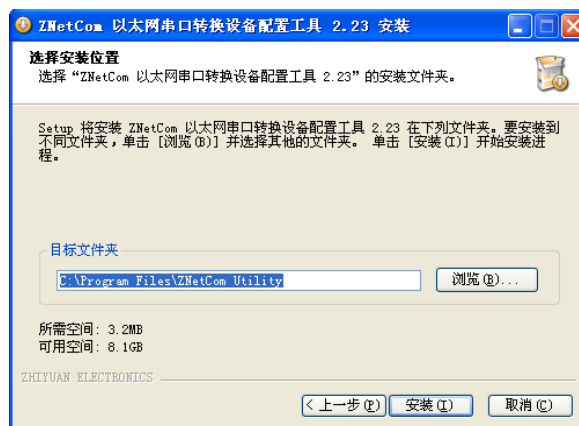 ZNetCom 以太网串口转换设备配置工具 2.23 安装
选择安装位置
选择“ZNetCom 以太网串口转换设备配置工具 2.23”的安装文件夹。
Setup 将安装 ZNetCom 以太网串口转换设备配置工具 2.23 在下列文件夹。要安装到
不同文件夹，单击 [浏览(B)] 并选择其他的文件夹。 单击 [安装(I)] 开始安装进
程。
目标文件夹
C:\Program Files\ZNetCom Utility
浏览(B)...
所需空间: 3.2MB
可用空间: 8.1GB
ZHIYUAN ELECTRONICS
< 上一步(P) 安装(I) 取消(C)